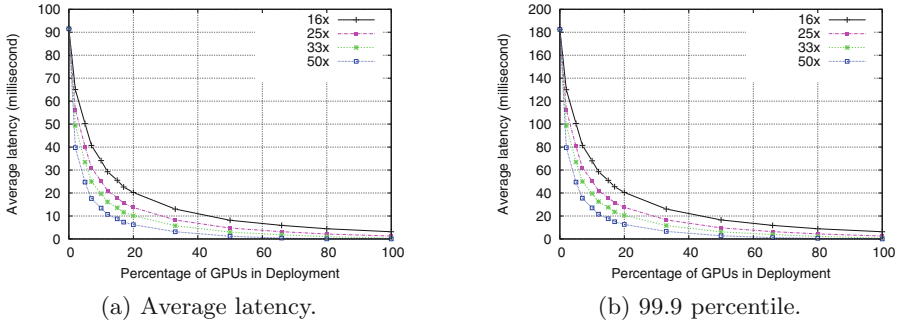 100
90
80
70
60
50
40
30
20
10
0
Average latency (millisecond)
16x
25x
33x
50x
0 20 40 60 80 100
Percentage of GPUs in Deployment
(a) Average latency.
200
180
160
140
120
100
80
60
40
20
0
Average latency (millisecond)
16x
25x
33x
50x
0 20 40 60 80 100
Percentage of GPUs in Deployment
(b) 99.9 percentile.